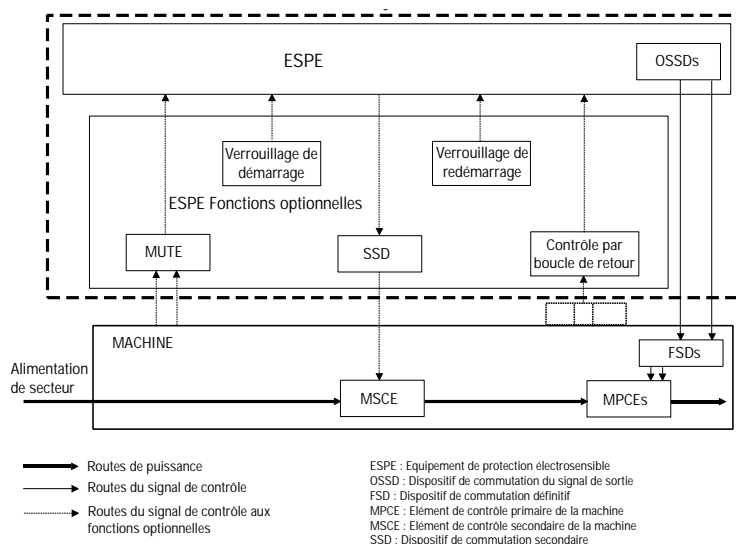 ESPE
OSSDs
Verrouillage de
démarrage
Verrouillage de
redémarrage
ESPE Fonctions optionnelles
MUTE
SSD
Contrôle par
boucle de retour
MACHINE
FSDs
Alimentation
de secteur
MSCE
MPCEs
Routes de puissance
Routes du signal de contrôle
Routes du signal de contrôle aux
fonctions optionnelles
ESPE : Equipement de protection électrosensible
OSSD : Dispositif de commutation du signal de sortie
FSD : Dispositif de commutation définitif
MPCE : Elément de contrôle primaire de la machine
MSCE : Elément de contrôle secondaire de la machine
SSD : Dispositif de commutation secondaire